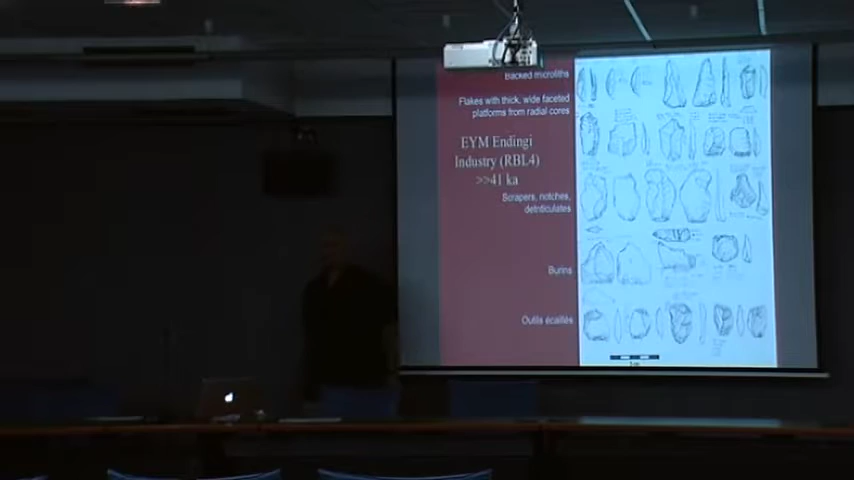 Backed microliths
Flakes with thick, wide faceted
platforms from radial cores
EYM Endingi
Industry (RBL4)
>>41 ka
Scrapers, notches,
detnticulates
Burins
Outils écaillés